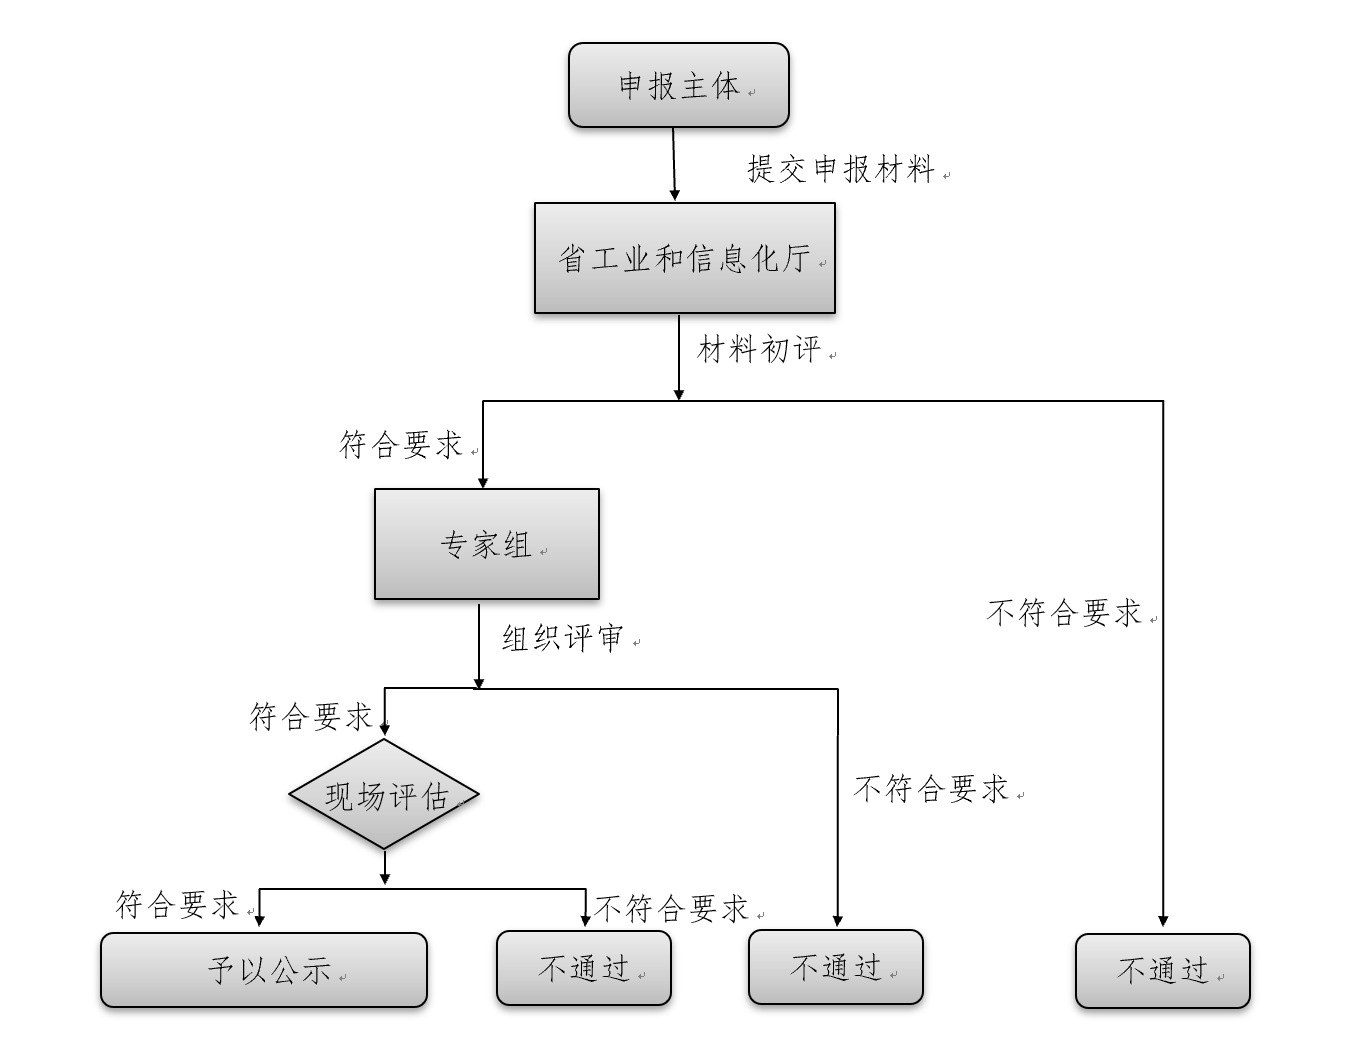 申报主体
提交申报材料
省工业和信息化厅
材料初评
符合要求
专家组
不符合要求
组织评审
符合要求
现场评估
不符合要求
符合要求
不符合要求
予以公示
不通过
不通过
不通过